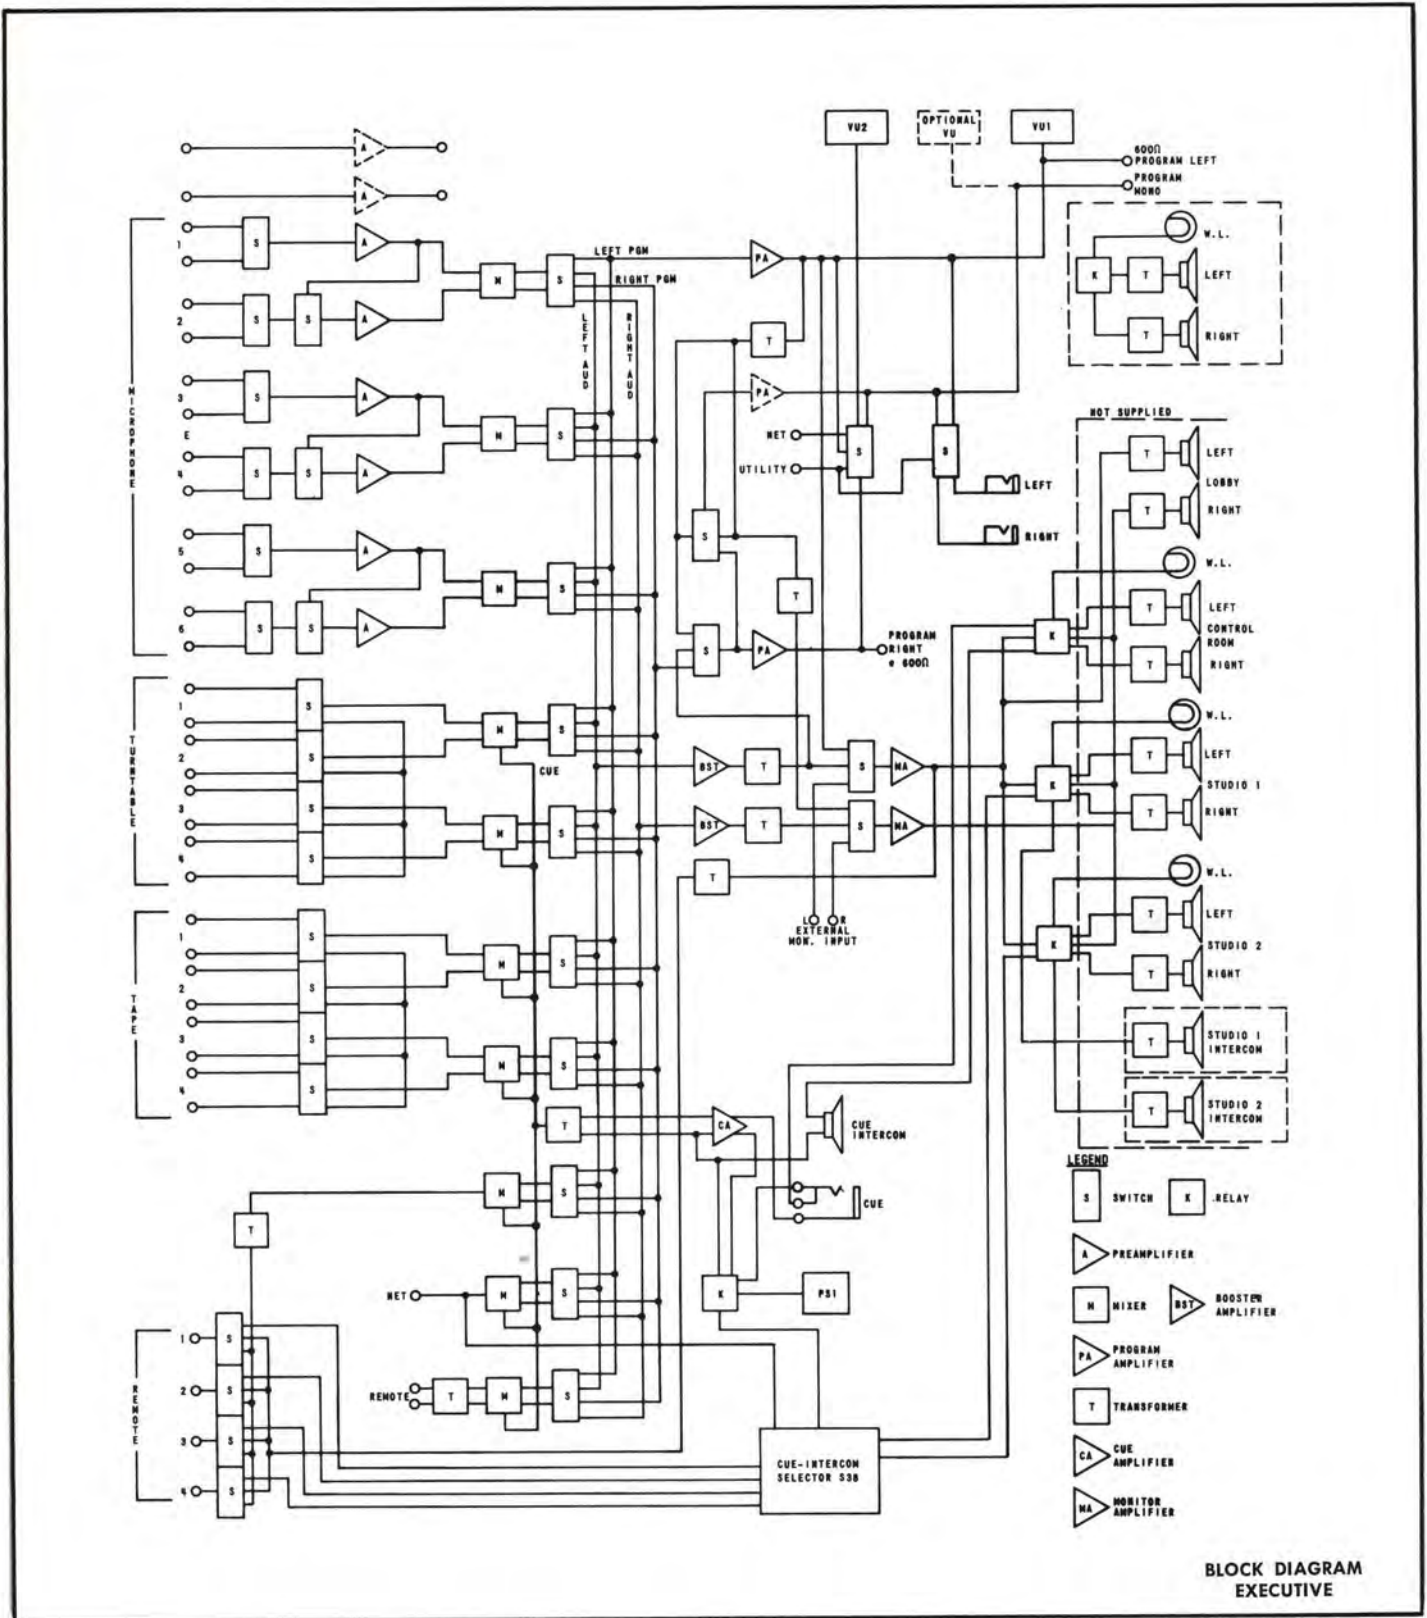 VU2
OPTIONAL
VU
VU1
600Ω
PROGRAM LEFT
PROGRAM
MONO
A
A
W.L.
K
T
LEFT
T
RIGHT
MICROPHONE
1
S
A
2
S
S
A
M
S
LEFT PGM
RIGHT PGM
LEFT AUD
RIGHT AUD
PA
T
PA
NET
UTILITY
S
S
LEFT
RIGHT
3
S
A
E
4
S
S
A
M
S
5
S
A
6
S
S
A
M
S
S
T
S
PA
PROGRAM
RIGHT
e 600Ω
NOT SUPPLIED
T
LEFT
LOBBY
T
RIGHT
W.L.
T
LEFT
K
CONTROL
ROOM
T
RIGHT
TURNTABLE
1
S
2
S
M
S
CUE
3
S
4
S
M
S
BST
T
S
MA
BST
T
S
MA
T
L
R
EXTERNAL
MON. INPUT
W.L.
T
LEFT
K
STUDIO 1
T
RIGHT
W.L.
T
LEFT
K
STUDIO 2
T
RIGHT
T
STUDIO 1
INTERCOM
T
STUDIO 2
INTERCOM
TAPE
1
S
2
S
M
S
3
S
4
S
M
S
T
CA
CUE
INTERCOM
CUE
M
S
T
NET
M
S
K
PS1
REMOTE
T
M
S
REMOTE
1
S
2
S
3
S
4
S
CUE-INTERCOM
SELECTOR S38
LEGEND
S
SWITCH
K
RELAY
A
PREAMPLIFIER
M
MIXER
BST
BOOSTER
AMPLIFIER
PA
PROGRAM
AMPLIFIER
T
TRANSFORMER
CA
CUE
AMPLIFIER
MA
MONITOR
AMPLIFIER
BLOCK DIAGRAM
EXECUTIVE